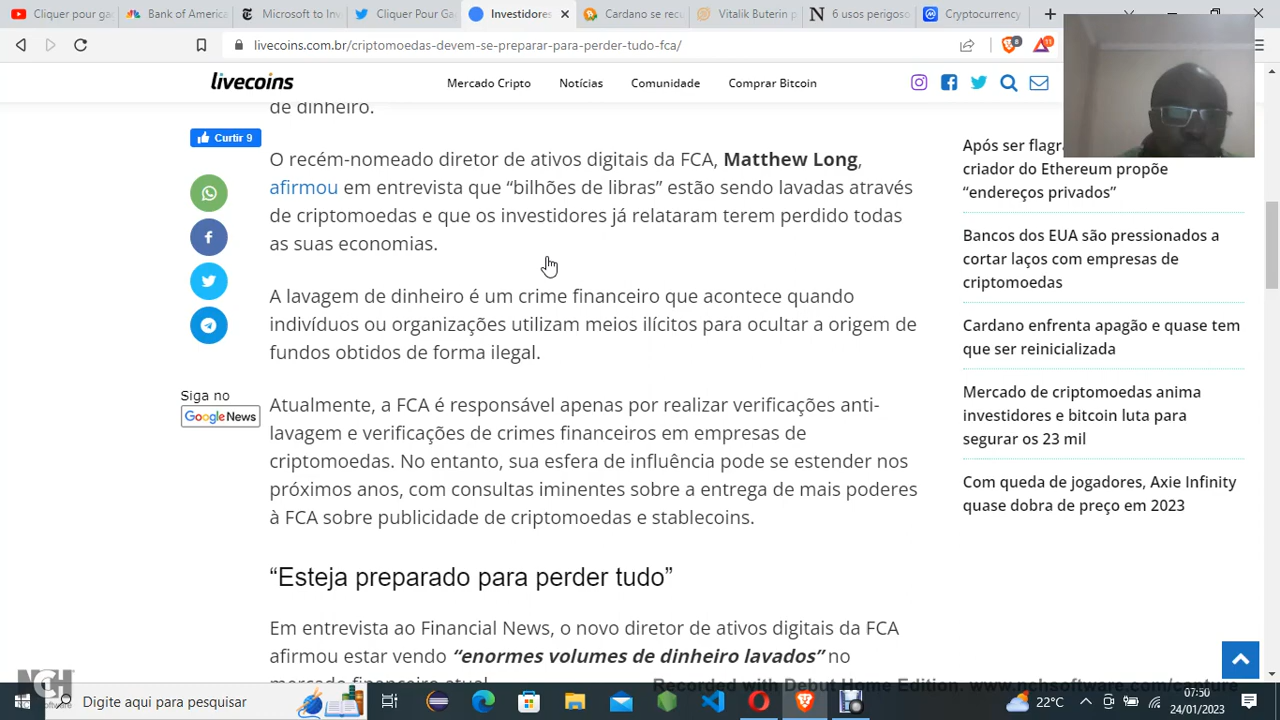 Cliquer pour ga
Bank of America
Microsoft to Inv
Cliquer Pour Ga
Investidores
Cardano se recu
Vitalik Buterin p
6 usos perigoso
Cryptocurrency
livecoins.com.br/criptomoedas-devem-se-preparar-para-perder-tudo-fca/
8
11
livecoins
Mercado Cripto
Notícias
Comunidade
Comprar Bitcoin
de dinheiro.
Curtir 9
O recém-nomeado diretor de ativos digitais da FCA, Matthew Long,
afirmou em entrevista que “bilhões de libras” estão sendo lavadas através
de criptomoedas e que os investidores já relataram terem perdido todas
as suas economias.
A lavagem de dinheiro é um crime financeiro que acontece quando
indivíduos ou organizações utilizam meios ilícitos para ocultar a origem de
fundos obtidos de forma ilegal.
Siga no
Google News
Atualmente, a FCA é responsável apenas por realizar verificações anti-
lavagem e verificações de crimes financeiros em empresas de
criptomoedas. No entanto, sua esfera de influência pode se estender nos
próximos anos, com consultas iminentes sobre a entrega de mais poderes
à FCA sobre publicidade de criptomoedas e stablecoins.
“Esteja preparado para perder tudo”
Em entrevista ao Financial News, o novo diretor de ativos digitais da FCA
afirmou estar vendo “enormes volumes de dinheiro lavados” no
mercado financeiro atual.
Após ser flagra
criador do Ethereum propõe
“endereços privados”
Bancos dos EUA são pressionados a
cortar laços com empresas de
criptomoedas
Cardano enfrenta apagão e quase tem
que ser reinicializada
Mercado de criptomoedas anima
investidores e bitcoin luta para
segurar os 23 mil
Com queda de jogadores, Axie Infinity
quase dobra de preço em 2023
NCH
Recorded with Debut Home Edition. www.nchsoftware.com/capture
Digite aqui para pesquisar
22°C
07:50
24/01/2023